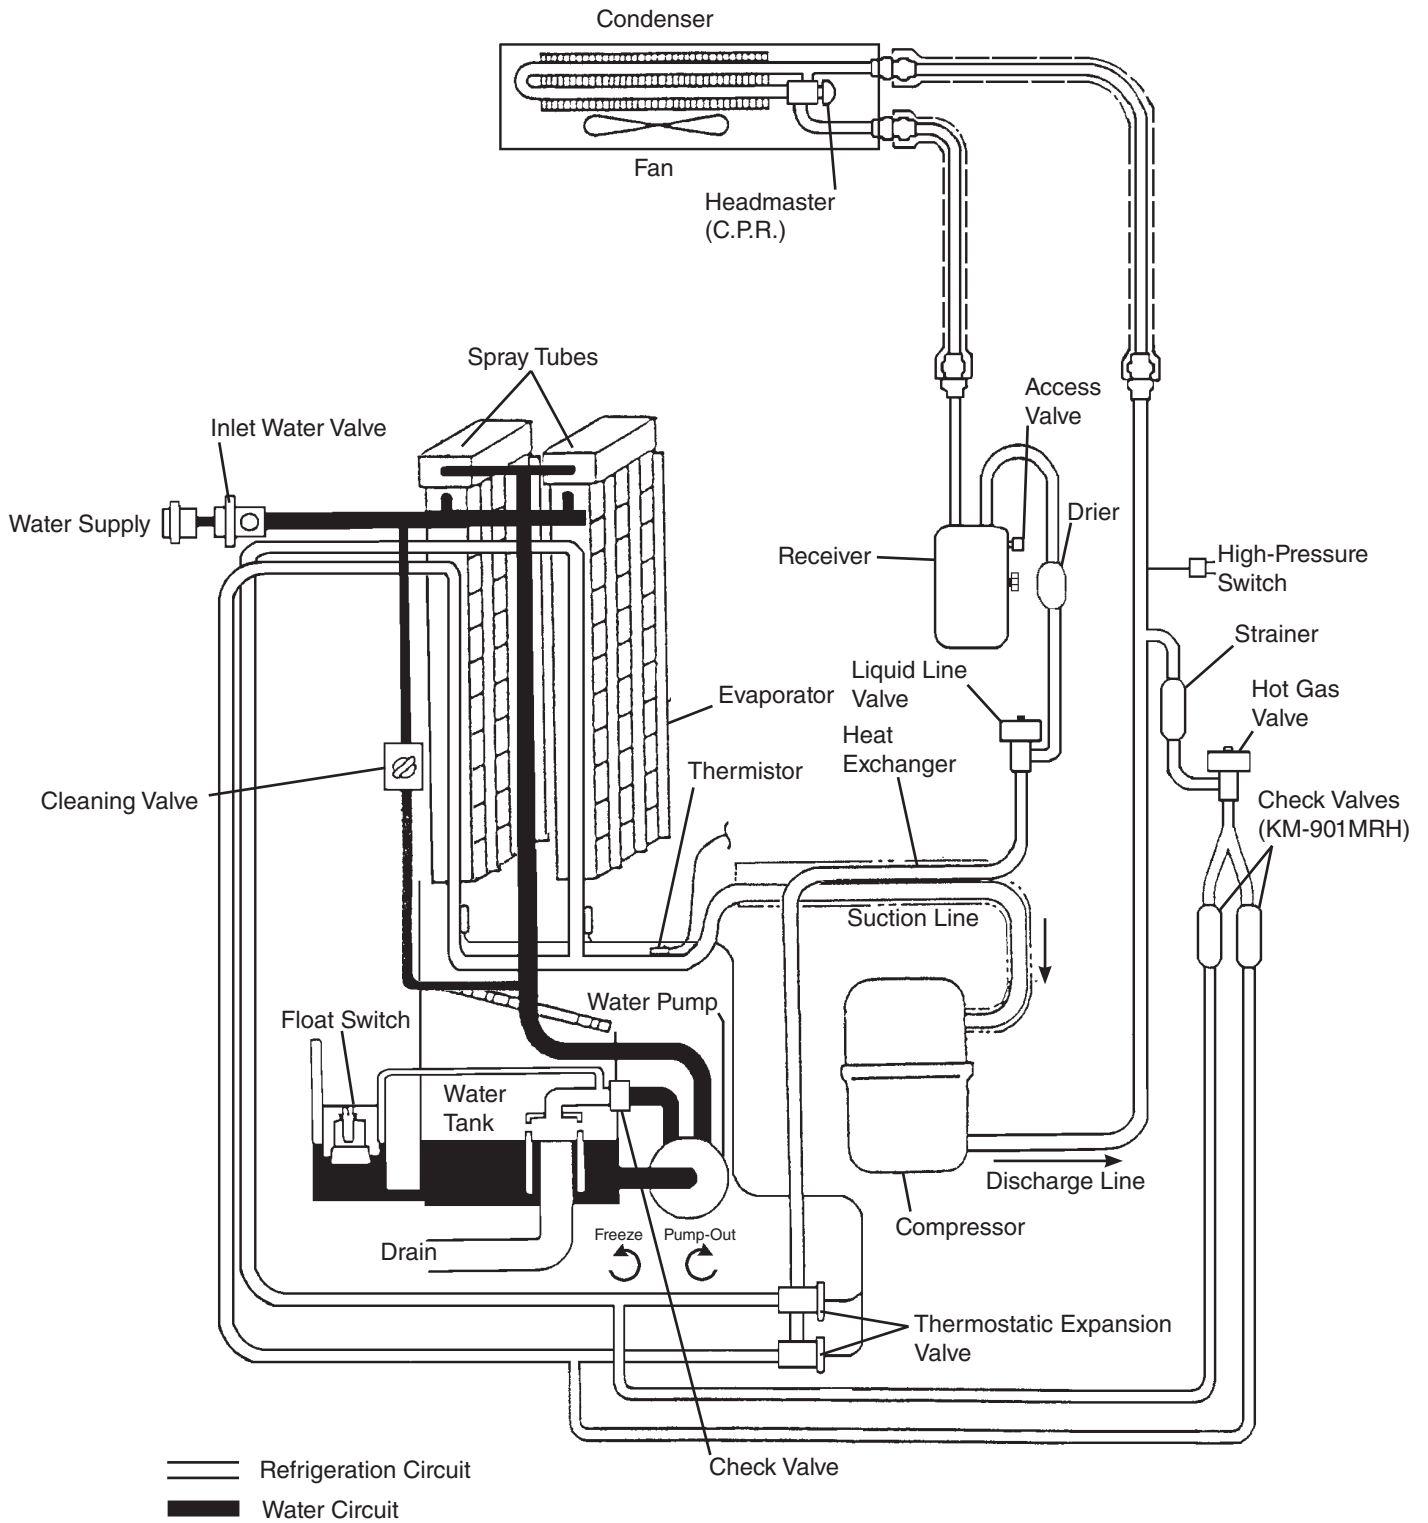 Condenser
Fan
Headmaster
(C.P.R.)
Spray Tubes
Access
Valve
Inlet Water Valve
Water Supply
Drier
Receiver
High-Pressure
Switch
Strainer
Liquid Line
Valve
Hot Gas
Valve
Evaporator
Heat
Exchanger
Thermistor
Cleaning Valve
Check Valves
(KM-901MRH)
Suction Line
Water Pump
Float Switch
Water
Tank
Discharge Line
Compressor
Drain
Freeze
Pump-Out
Thermostatic Expansion
Valve
Check Valve
Refrigeration Circuit
Water Circuit